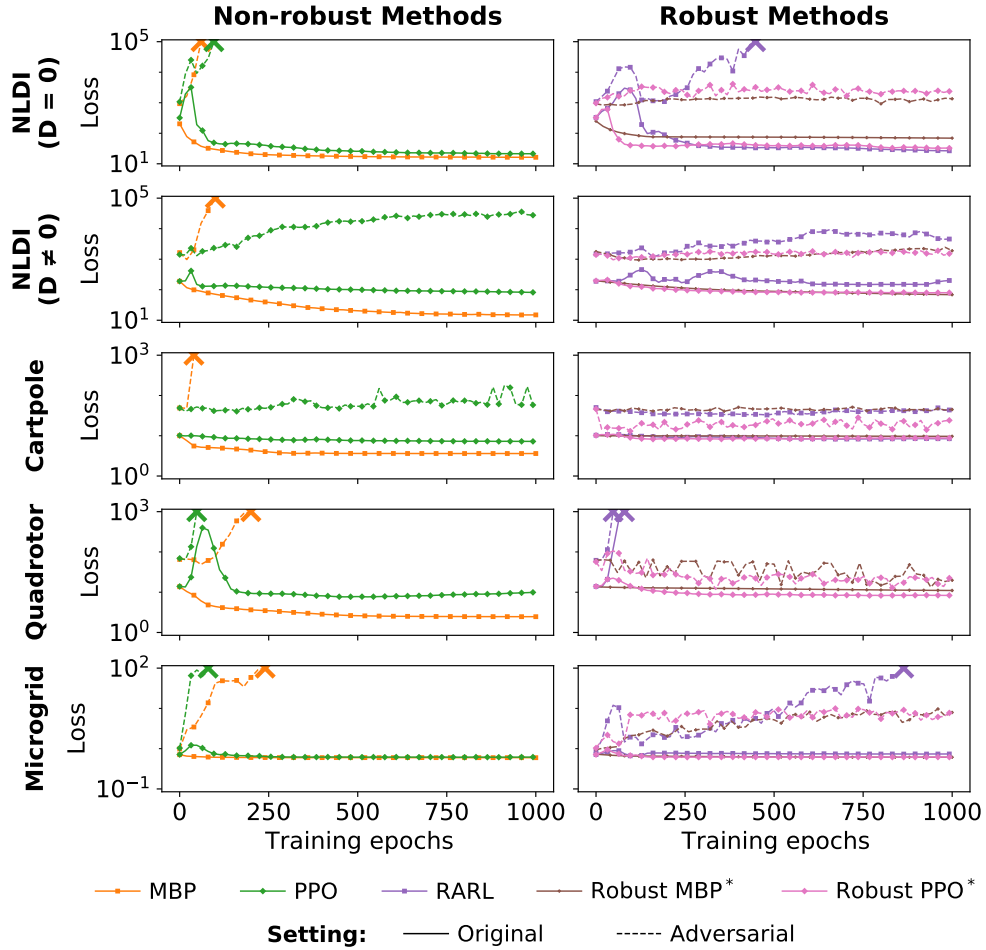 Non-robust Methods
Robust Methods
NLDI
(D = 0)
Loss
10^5
10^1
NLDI
(D ≠ 0)
Loss
10^5
10^1
Cartpole
Loss
10^3
10^0
Quadrotor
Loss
10^3
10^0
Microgrid
Loss
10^2
10^−1
0 250 500 750 1000
0 250 500 750 1000
Training epochs
Training epochs
MBP PPO RARL Robust MBP* Robust PPO*
Setting: Original Adversarial